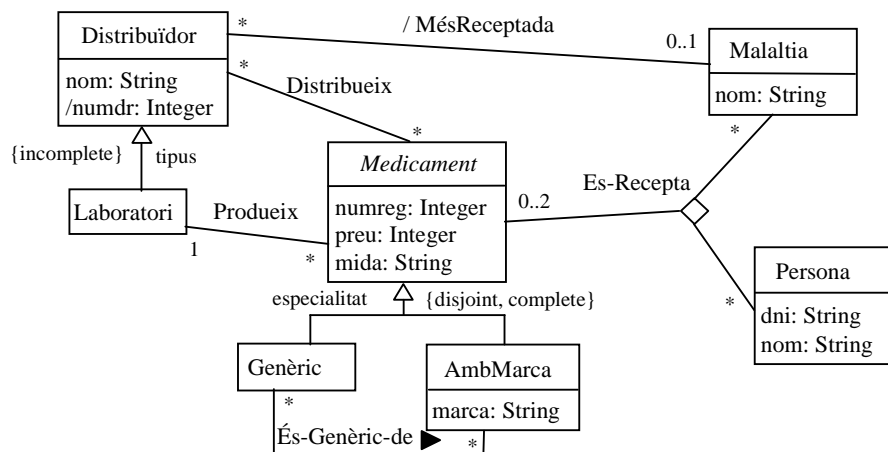 Distribuïdor
nom: String
/numdr: Integer
*
/ MésReceptada
0..1
Malaltia
nom: String
*
Distribueix
*
*
{incomplete}
tipus
Laboratori
Produeix
1
*
Medicament
numreg: Integer
preu: Integer
mida: String
0..2
Es-Recepta
*
Persona
dni: String
nom: String
especialitat
{disjoint, complete}
Genèric
*
AmbMarca
marca: String
És-Genèric-de
*